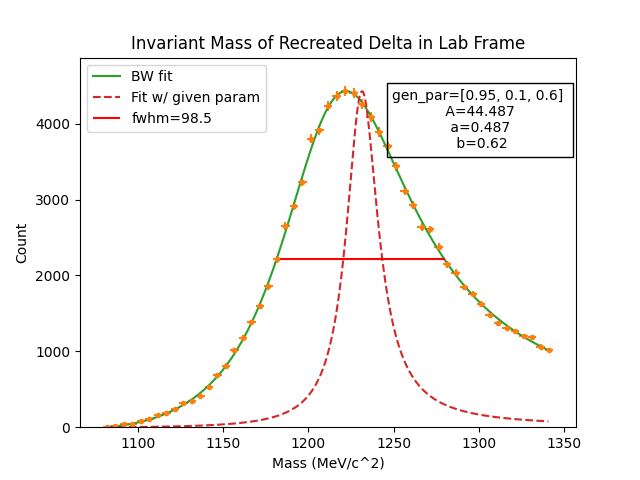 Invariant Mass of Recreated Delta in Lab Frame
BW fit
Fit w/ given param
fwhm=98.5
gen_par=[0.95, 0.1, 0.6]
A=44.487
a=0.487
b=0.62
Count
4000
3000
2000
1000
0
1100 1150 1200 1250 1300 1350
Mass (MeV/c^2)